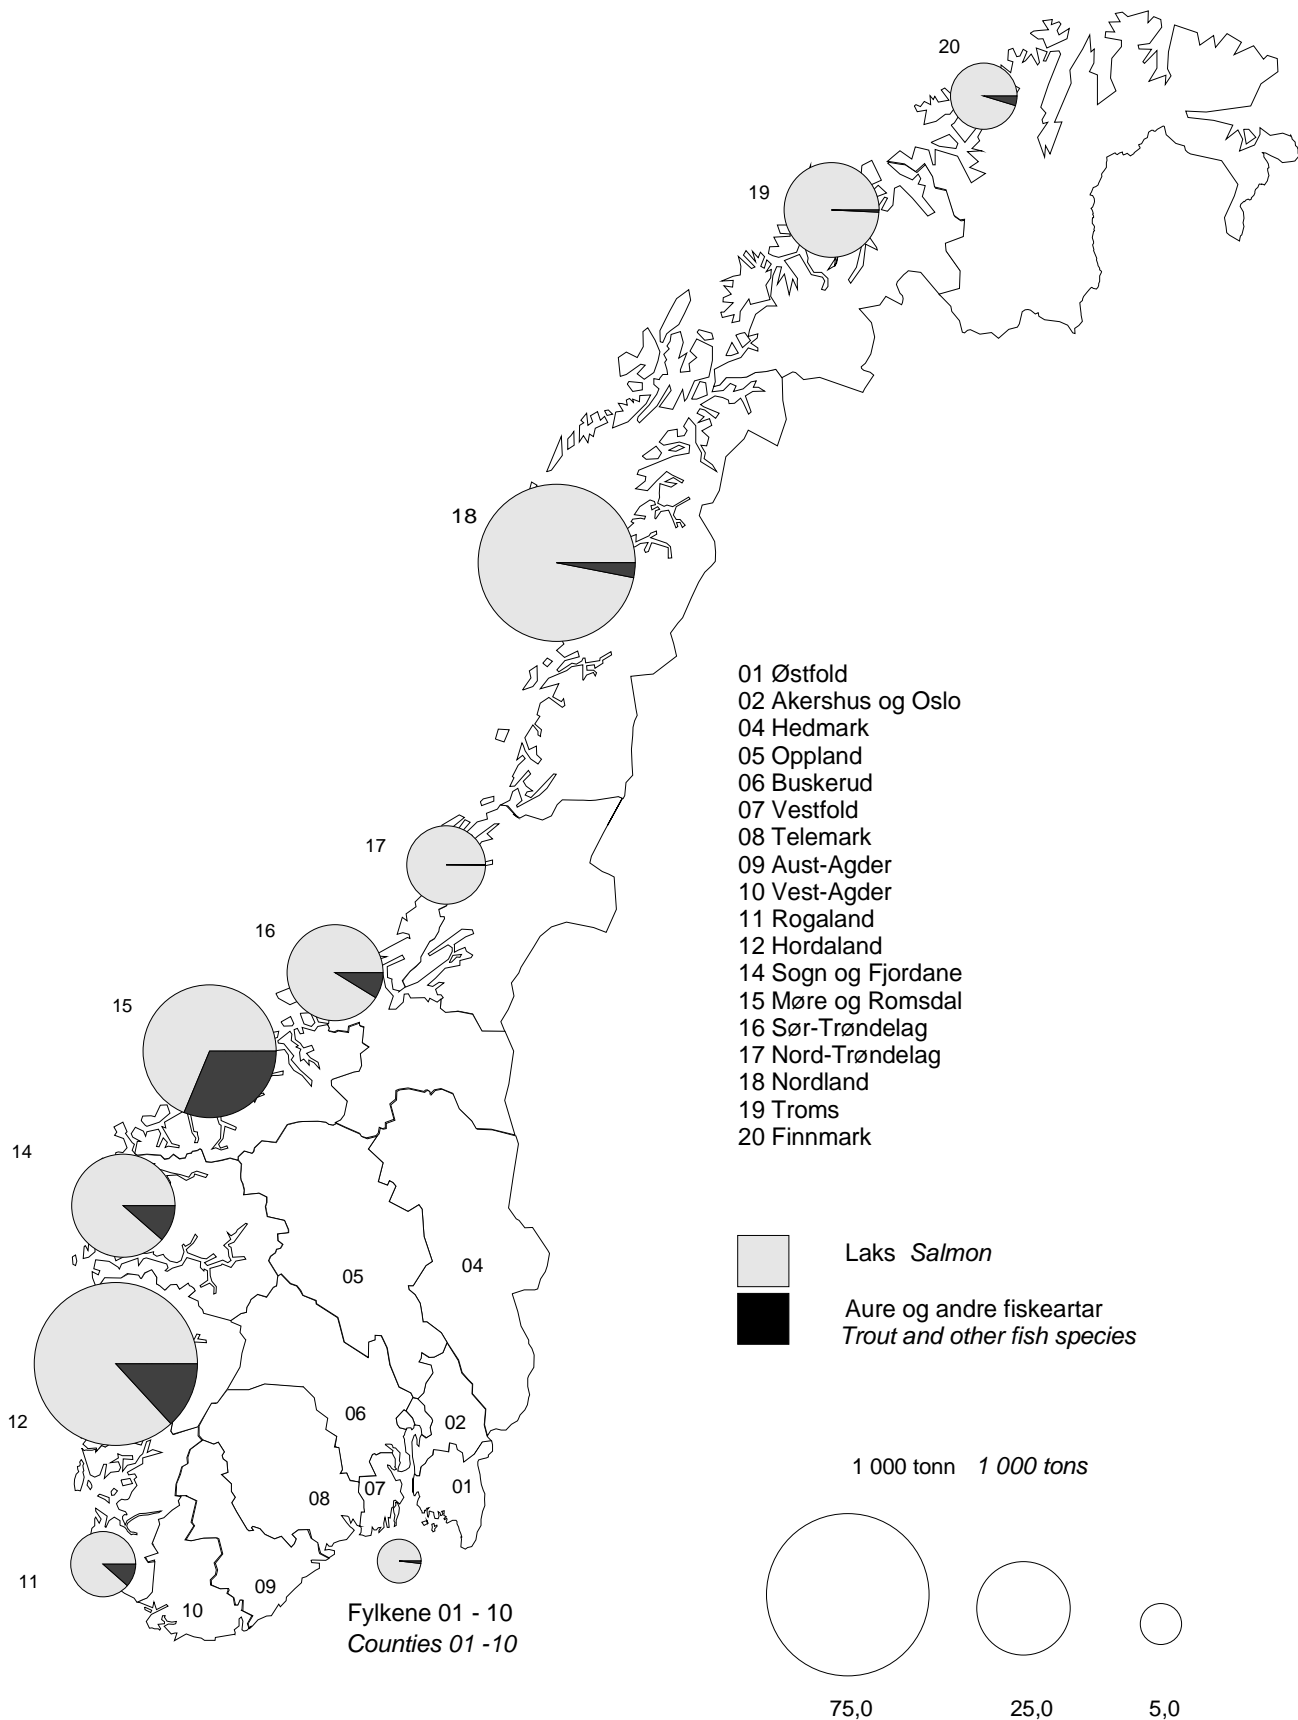 20
19
18
17
16
15
14
12
11
01 Østfold
02 Akershus og Oslo
04 Hedmark
05 Oppland
06 Buskerud
07 Vestfold
08 Telemark
09 Aust-Agder
10 Vest-Agder
11 Rogaland
12 Hordaland
14 Sogn og Fjordane
15 Møre og Romsdal
16 Sør-Trøndelag
17 Nord-Trøndelag
18 Nordland
19 Troms
20 Finnmark
04
05
06
02
07
01
08
09
10
Fylkene 01 - 10
Counties 01 -10
Laks Salmon
Aure og andre fiskeartar
Trout and other fish species
1 000 tonn 1 000 tons
75,0 25,0 5,0